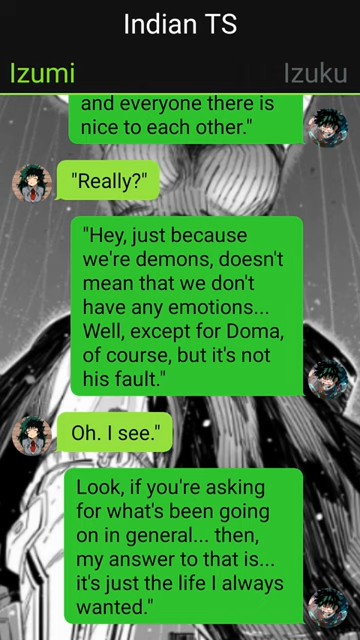 Indian TS
Izumi
Izuku
and everyone there is
nice to each other."
"Really?"
"Hey, just because
we're demons, doesn't
mean that we don't
have any emotions...
Well, except for Doma,
of course, but it's not
his fault."
Oh. I see."
Look, if you're asking
for what's been going
on in general... then,
my answer to that is...
it's just the life I always
wanted."